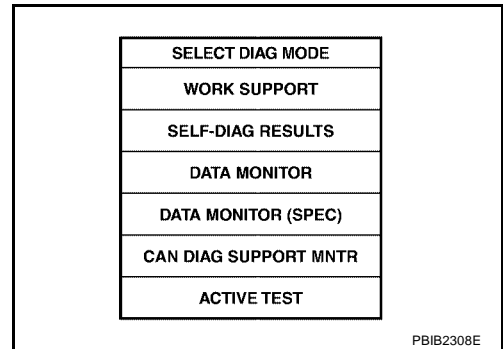 SELECT DIAG MODE
WORK SUPPORT
SELF-DIAG RESULTS
DATA MONITOR
DATA MONITOR (SPEC)
CAN DIAG SUPPORT MNTR
ACTIVE TEST
PBIB2308E